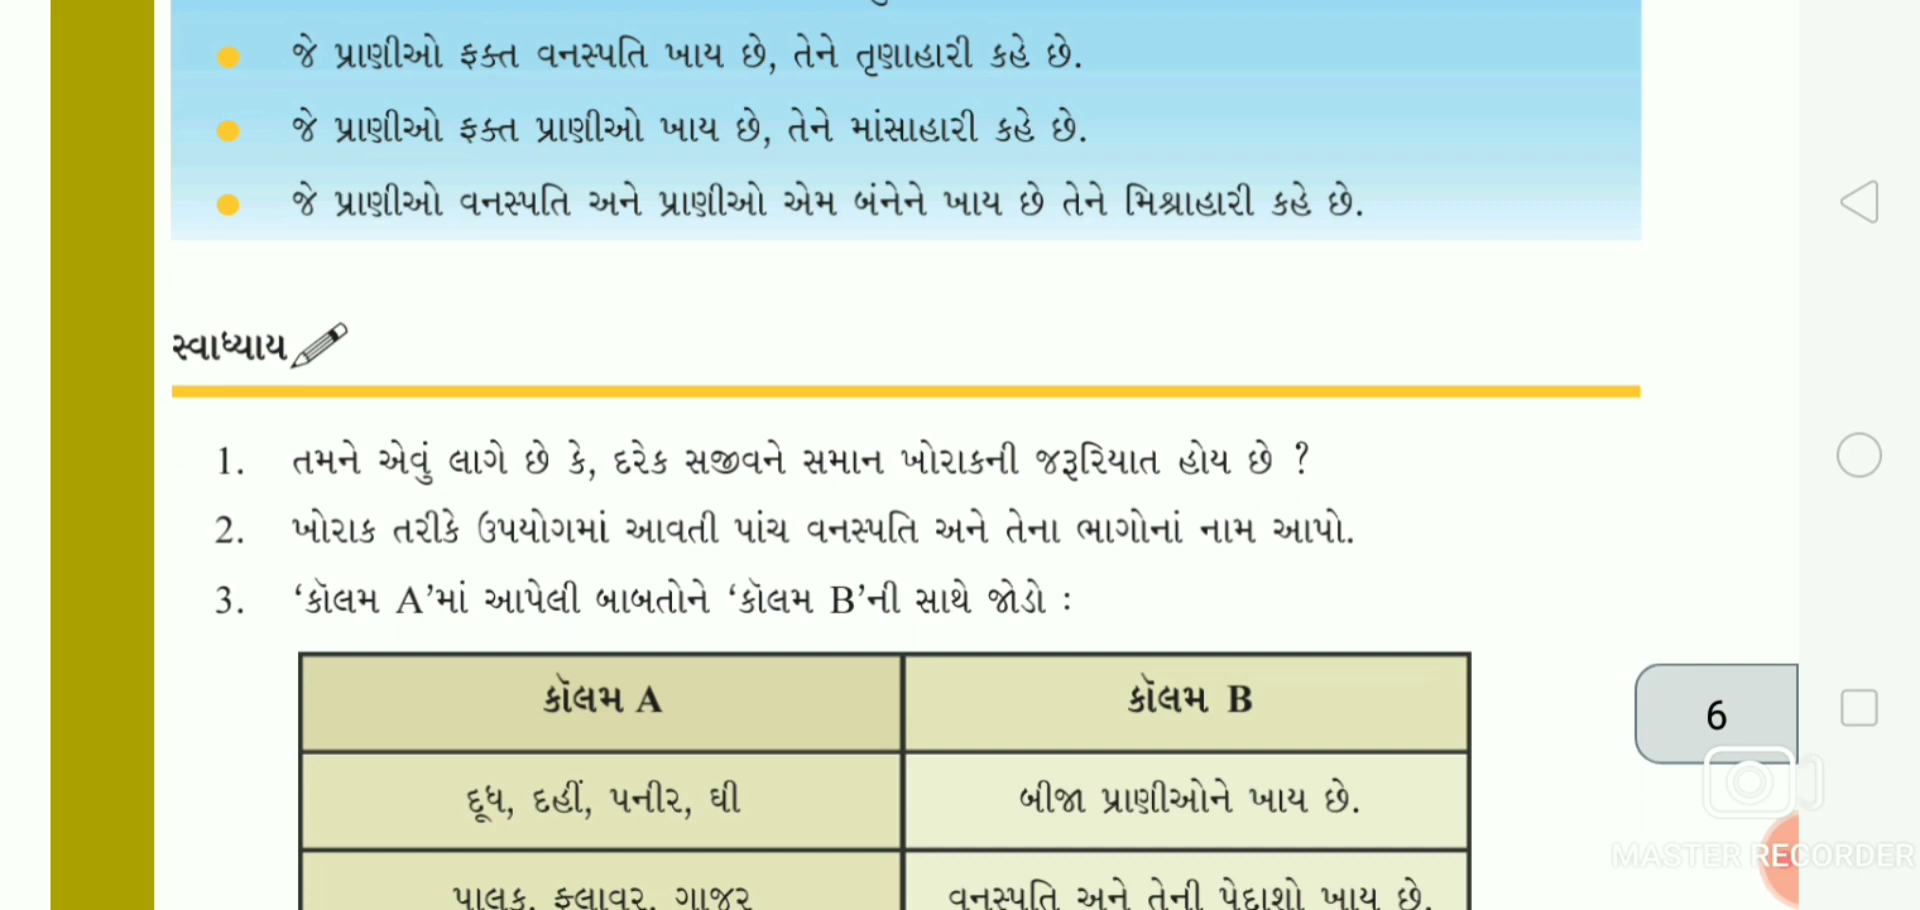 જે પ્રાણીઓ ફક્ત વનસ્પતિ ખાય છે, તેને તૃણાહારી કહે છે.
જે પ્રાણીઓ ફક્ત પ્રાણીઓ ખાય છે, તેને માંસાહારી કહે છે.
જે પ્રાણીઓ વનસ્પતિ અને પ્રાણીઓ એમ બંનેને ખાય છે તેને મિશ્રાહારી કહે છે.
સ્વાધ્યાય
1. તમને એવું લાગે છે કે, દરેક સજીવને સમાન ખોરાકની જરૂરિયાત હોય છે ?
2. ખોરાક તરીકે ઉપયોગમાં આવતી પાંચ વનસ્પતિ અને તેના ભાગોનાં નામ આપો.
3. ‘કૉલમ A’માં આપેલી બાબતોને ‘કૉલમ B’ની સાથે જોડો :
કૉલમ A કૉલમ B
દૂધ, દહીં, પનીર, ઘી બીજા પ્રાણીઓને ખાય છે.
પાલક, ફ્લાવર, ગાજર વનસ્પતિ અને તેની પેદાશો ખાય છે.
6
MASTER RECORDER